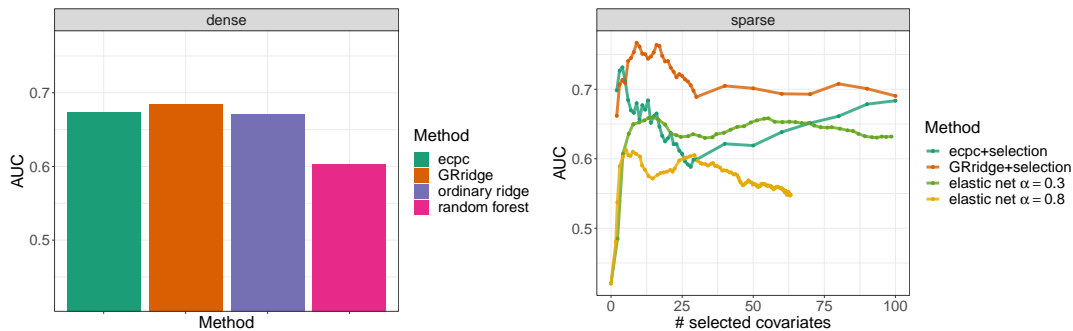 dense
AUC
0.7
0.6
0.5
Method
Method
ecpc
GRridge
ordinary ridge
random forest
sparse
AUC
0.7
0.6
0.5
0
25
50
75
100
# selected covariates
Method
ecpc+selection
GRridge+selection
elastic net α = 0.3
elastic net α = 0.8